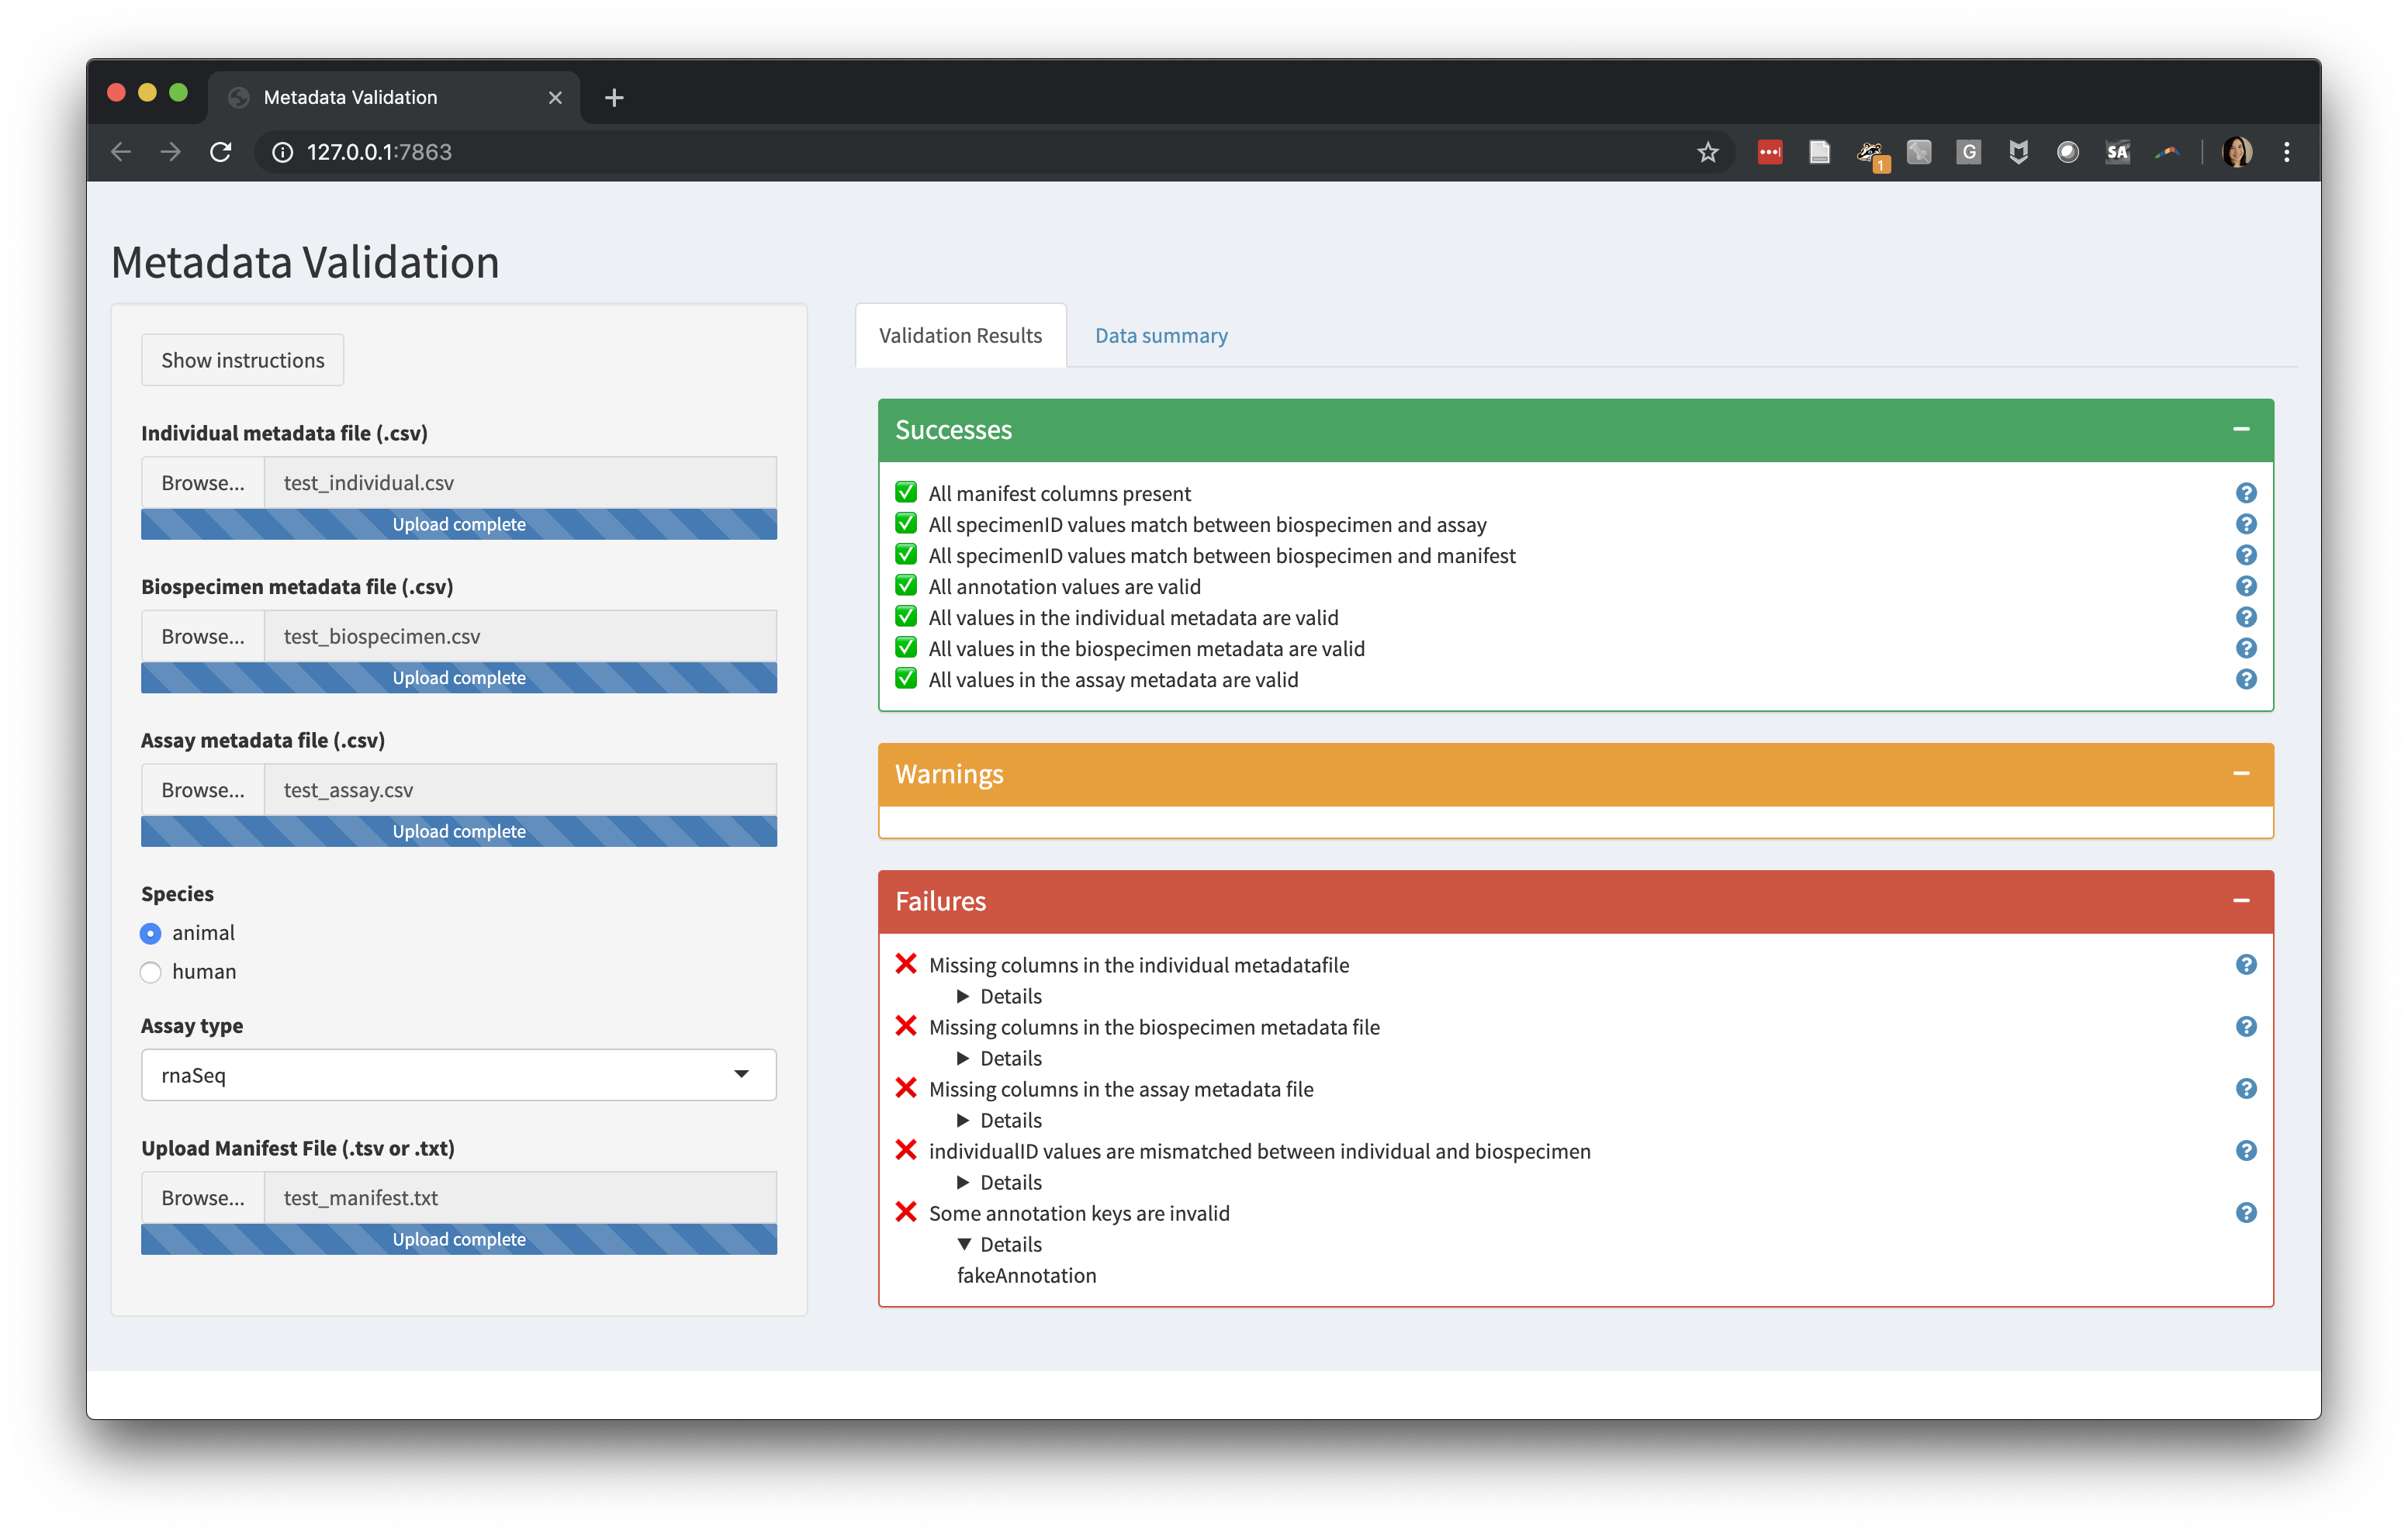 Metadata Validation
127.0.0.1:7863
1
G
SA
Metadata Validation
Show instructions
Individual metadata file (.csv)
Browse... test_individual.csv
Upload complete
Biospecimen metadata file (.csv)
Browse... test_biospecimen.csv
Upload complete
Assay metadata file (.csv)
Browse... test_assay.csv
Upload complete
Species
animal
human
Assay type
rnaSeq
Upload Manifest File (.tsv or .txt)
Browse... test_manifest.txt
Upload complete
Validation Results
Data summary
Successes
All manifest columns present
All specimenID values match between biospecimen and assay
All specimenID values match between biospecimen and manifest
All annotation values are valid
All values in the individual metadata are valid
All values in the biospecimen metadata are valid
All values in the assay metadata are valid
Warnings
Failures
Missing columns in the individual metadatafile
Details
Missing columns in the biospecimen metadata file
Details
Missing columns in the assay metadata file
Details
individualID values are mismatched between individual and biospecimen
Details
Some annotation keys are invalid
Details
fakeAnnotation